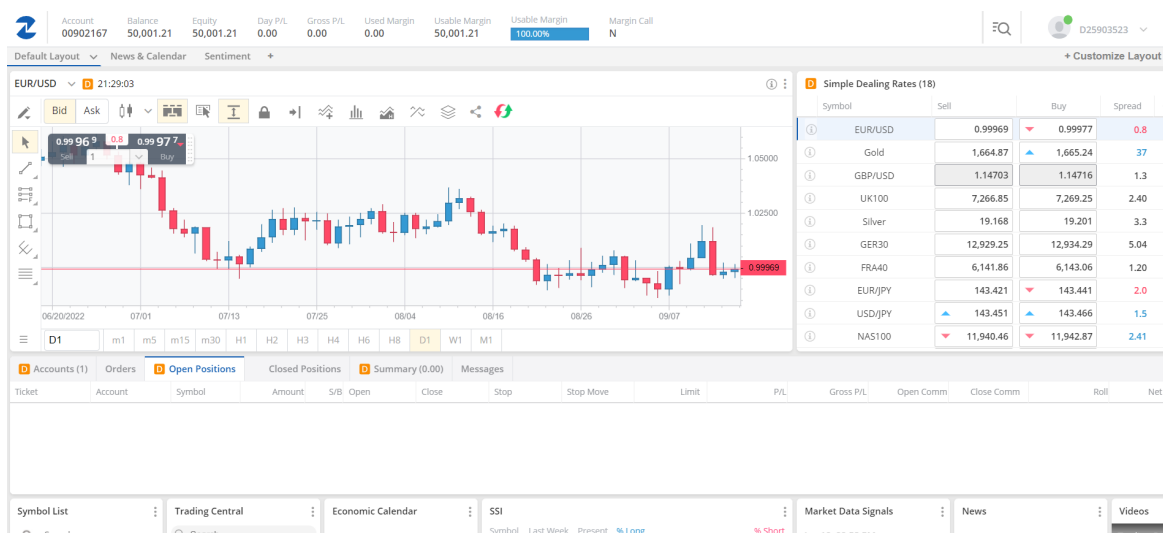 Account Balance Equity Day P/L Gross P/L Used Margin Usable Margin Usable Margin Margin Call
00902167 50,001.21 50,001.21 0.00 0.00 0.00 50,001.21 100.00% N
D25903523
Default Layout News & Calendar Sentiment + + Customize Layout
EUR/USD D 21:29:03
Bid Ask
0.99 96 9 0.8 0.99 97 7
Sell 1 Buy
1.05000
1.02500
0.99969
06/20/2022 07/01 07/13 07/25 08/04 08/16 08/26 09/07
D1 m1 m5 m15 m30 H1 H2 H3 H4 H6 H8 D1 W1 M1
D Simple Dealing Rates (18)
Symbol Sell Buy Spread
EUR/USD 0.99969 0.99977 0.8
Gold 1,664.87 1,665.24 37
GBP/USD 1.14703 1.14716 1.3
UK100 7,266.85 7,269.25 2.40
Silver 19.168 19.201 3.3
GER30 12,929.25 12,934.29 5.04
FRA40 6,141.86 6,143.06 1.20
EUR/JPY 143.421 143.441 2.0
USD/JPY 143.451 143.466 1.5
NAS100 11,940.46 11,942.87 2.41
D Accounts (1) Orders D Open Positions Closed Positions D Summary (0.00) Messages
Ticket Account Symbol Amount S/B Open Close Stop Stop Move Limit P/L Gross P/L Open Comm Close Comm Roll Net
Symbol List Trading Central Economic Calendar SSI Market Data Signals News Videos
Symbol Last Week Present % Long % Short